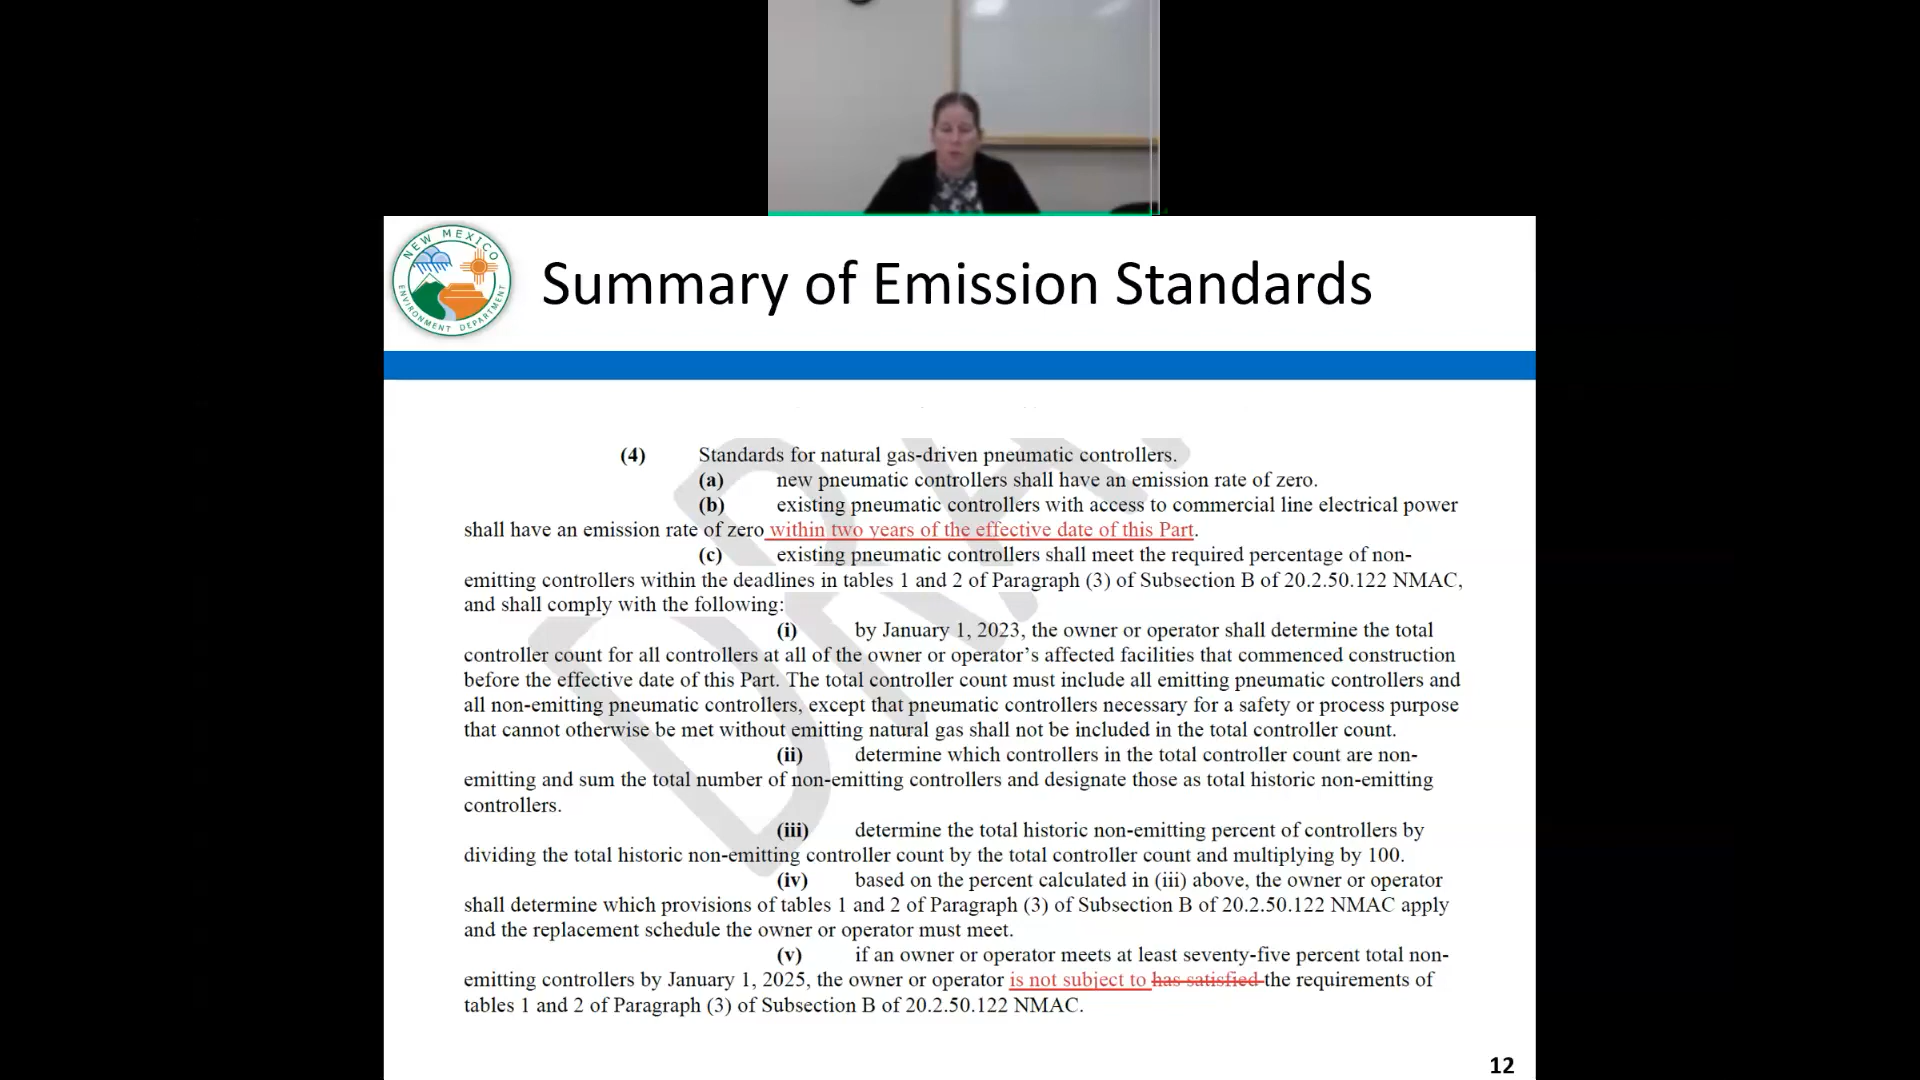 NEW MEXICO
ENVIRONMENT DEPARTMENT
Summary of Emission Standards
(4) Standards for natural gas-driven pneumatic controllers.
(a) new pneumatic controllers shall have an emission rate of zero.
(b) existing pneumatic controllers with access to commercial line electrical power
shall have an emission rate of zero within two years of the effective date of this Part.
(c) existing pneumatic controllers shall meet the required percentage of non-
emitting controllers within the deadlines in tables 1 and 2 of Paragraph (3) of Subsection B of 20.2.50.122 NMAC,
and shall comply with the following:
(i) by January 1, 2023, the owner or operator shall determine the total
controller count for all controllers at all of the owner or operator’s affected facilities that commenced construction
before the effective date of this Part. The total controller count must include all emitting pneumatic controllers and
all non-emitting pneumatic controllers, except that pneumatic controllers necessary for a safety or process purpose
that cannot otherwise be met without emitting natural gas shall not be included in the total controller count.
(ii) determine which controllers in the total controller count are non-
emitting and sum the total number of non-emitting controllers and designate those as total historic non-emitting
controllers.
(iii) determine the total historic non-emitting percent of controllers by
dividing the total historic non-emitting controller count by the total controller count and multiplying by 100.
(iv) based on the percent calculated in (iii) above, the owner or operator
shall determine which provisions of tables 1 and 2 of Paragraph (3) of Subsection B of 20.2.50.122 NMAC apply
and the replacement schedule the owner or operator must meet.
(v) if an owner or operator meets at least seventy-five percent total non-
emitting controllers by January 1, 2025, the owner or operator is not subject to has satisfied the requirements of
tables 1 and 2 of Paragraph (3) of Subsection B of 20.2.50.122 NMAC.
12